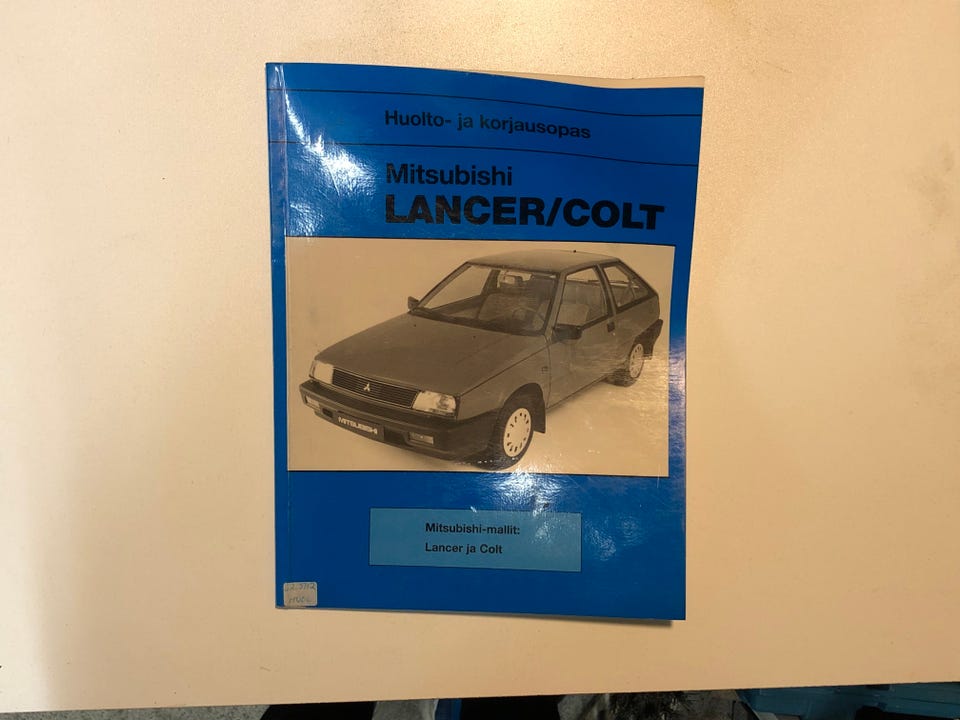 Huolto- ja korjausopas
Mitsubishi
LANCER/COLT
MITSUBISHI
Mitsubishi-mallit:
Lancer ja Colt